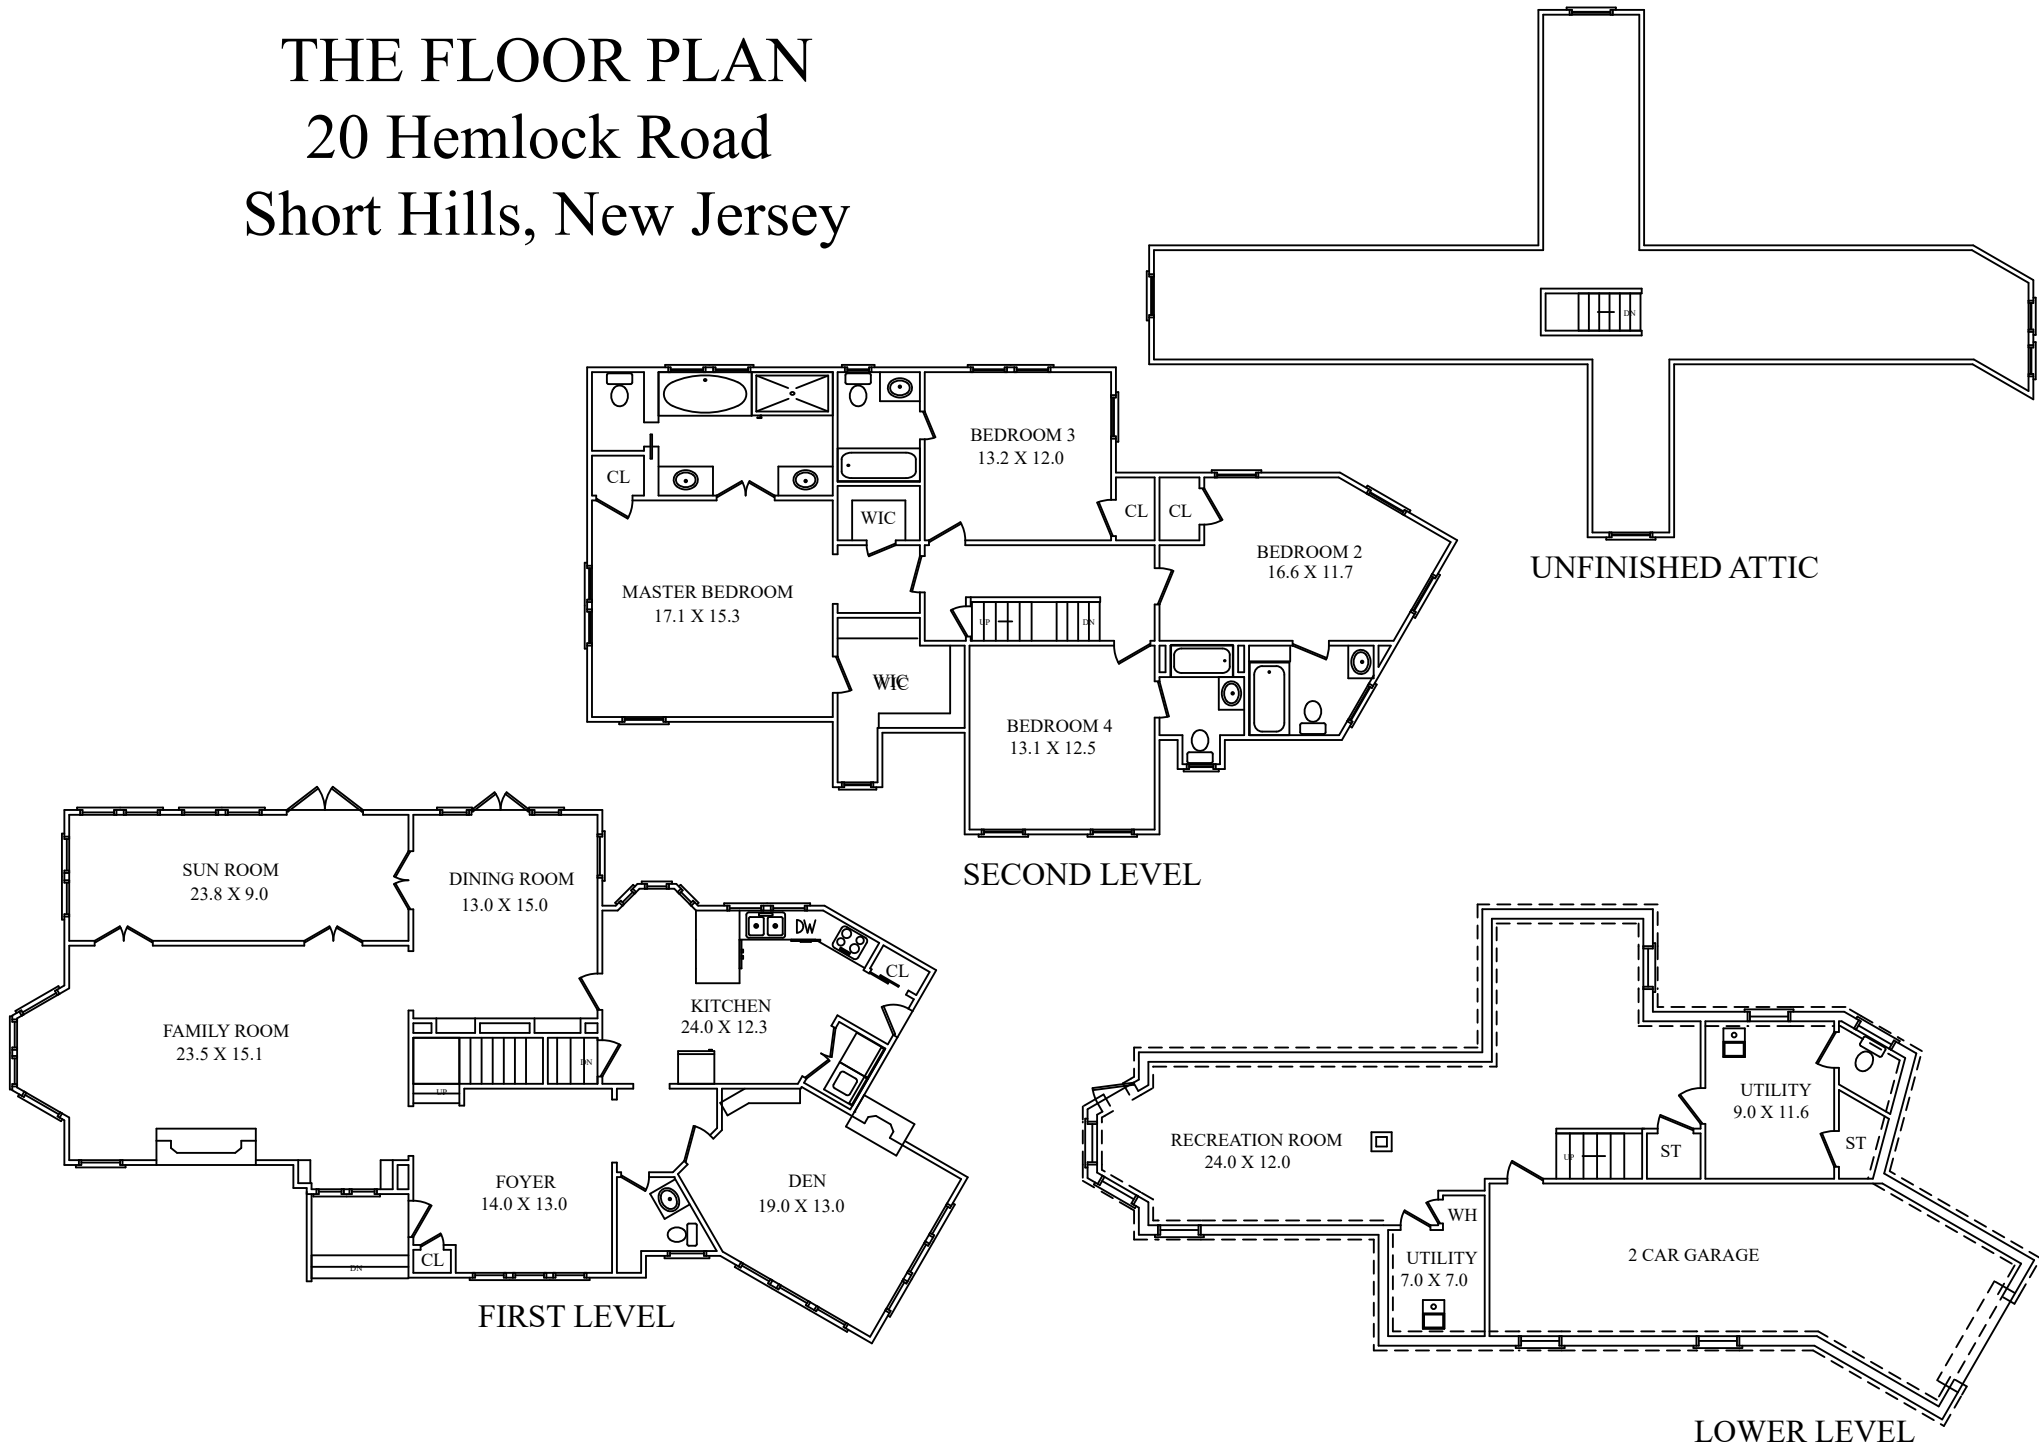 THE FLOOR PLAN
20 Hemlock Road
Short Hills, New Jersey
DN
UNFINISHED ATTIC
CL
WIC
BEDROOM 3
13.2 X 12.0
CL
CL
BEDROOM 2
16.6 X 11.7
MASTER BEDROOM
17.1 X 15.3
UP
DN
WIC
WIC
BEDROOM 4
13.1 X 12.5
SECOND LEVEL
SUN ROOM
23.8 X 9.0
DINING ROOM
13.0 X 15.0
DW
CL
KITCHEN
24.0 X 12.3
FAMILY ROOM
23.5 X 15.1
DN
UP
FOYER
14.0 X 13.0
DEN
19.0 X 13.0
CL
DN
FIRST LEVEL
UTILITY
9.0 X 11.6
RECREATION ROOM
24.0 X 12.0
UP
ST
ST
WH
UTILITY
7.0 X 7.0
2 CAR GARAGE
LOWER LEVEL